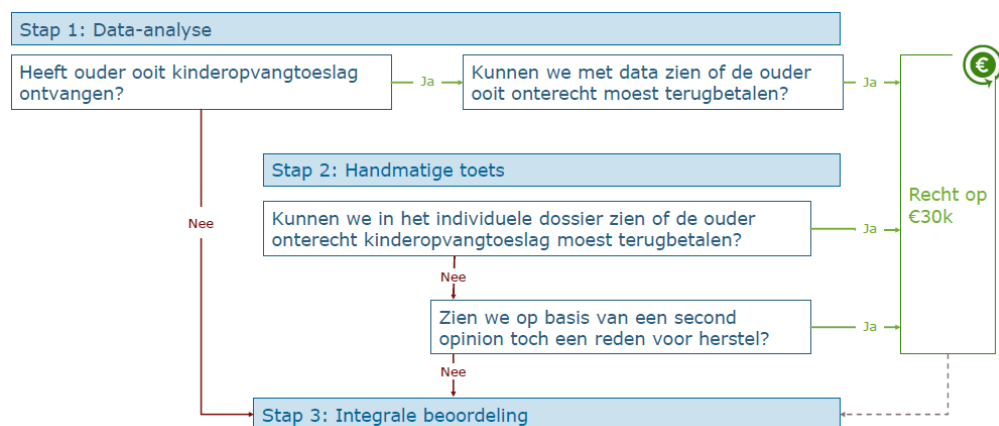 Stap 1: Data-analyse
Heeft ouder ooit kinderopvangtoeslag
ontvangen?
Ja
Kunnen we met data zien of de ouder
ooit onterecht moest terugbetalen?
Ja
€
Stap 2: Handmatige toets
Nee
Kunnen we in het individuele dossier zien of de ouder
onterecht kinderopvangtoeslag moest terugbetalen?
Ja
Recht op
€30k
Nee
Zien we op basis van een second
opinion toch een reden voor herstel?
Ja
Nee
Stap 3: Integrale beoordeling